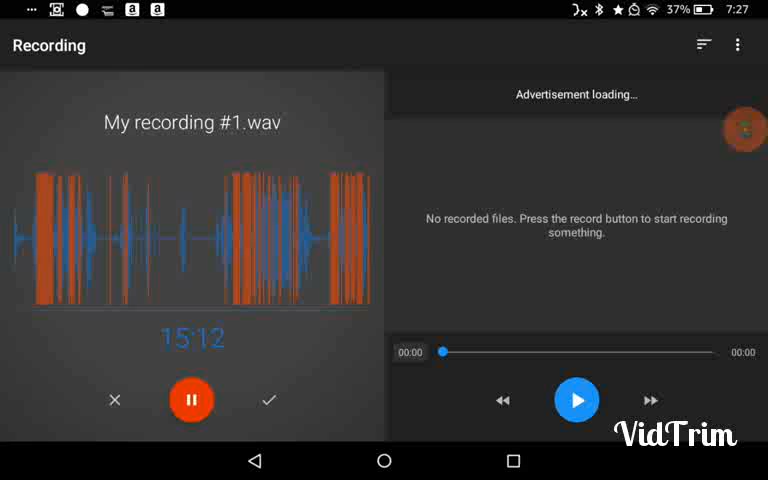 37% 7:27
Recording
My recording #1.wav
15:12
Advertisement loading...
No recorded files. Press the record button to start recording
something.
00:00 00:00
VidTrim